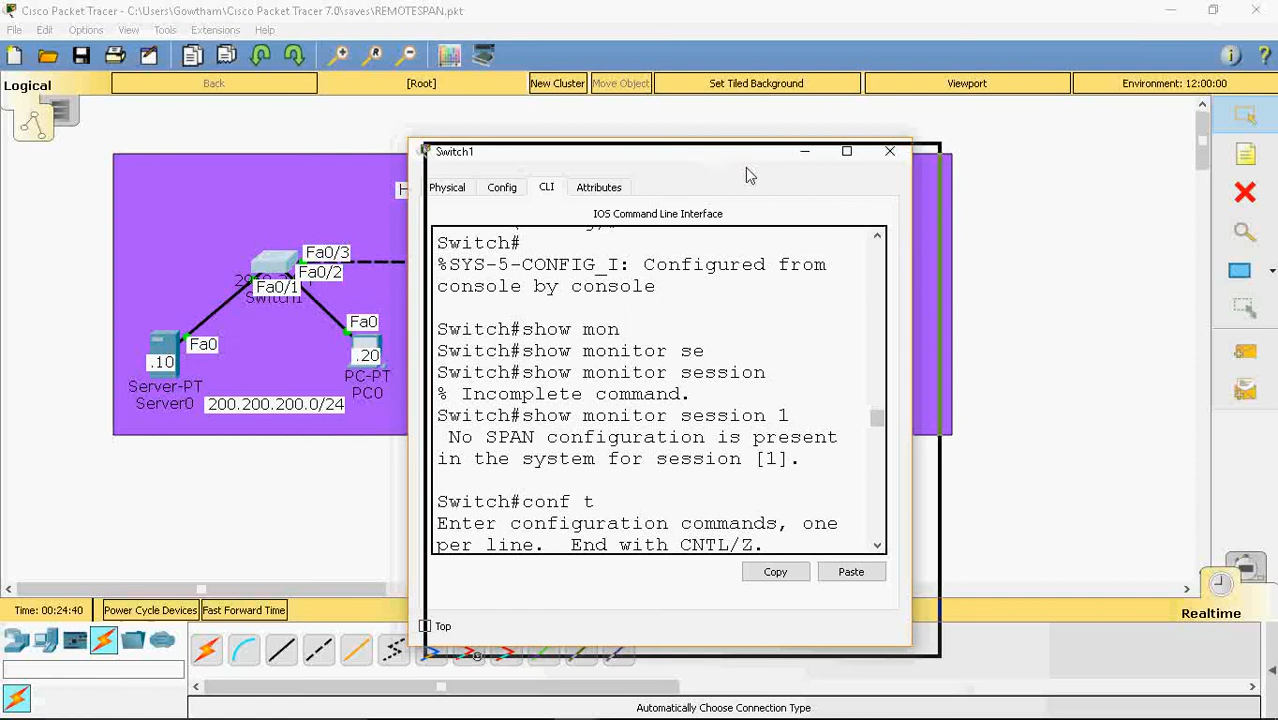 Cisco Packet Tracer - C:\Users\Gowtham\Cisco Packet Tracer 7.0\saves\REMOTESPAN.pkt
File Edit Options View Tools Extensions Help
Logical
Back
[Root]
New Cluster
Move Object
Set Tiled Background
Viewport
Environment: 12:00:00
Switch1
Physical Config CLI Attributes
IOS Command Line Interface
Switch#
%SYS-5-CONFIG_I: Configured from
console by console
Switch#show mon
Switch#show monitor se
Switch#show monitor session
% Incomplete command.
Switch#show monitor session 1
No SPAN configuration is present
in the system for session [1].
Switch#conf t
Enter configuration commands, one
per line. End with CNTL/Z.
Copy
Paste
Top
Fa0/3
Fa0/2
Fa0/1
Switch1
Fa0
Fa0
.10
.20
Server-PT
Server0
PC-PT
PC0
200.200.200.0/24
Time: 00:24:40
Power Cycle Devices
Fast Forward Time
Realtime
Automatically Choose Connection Type